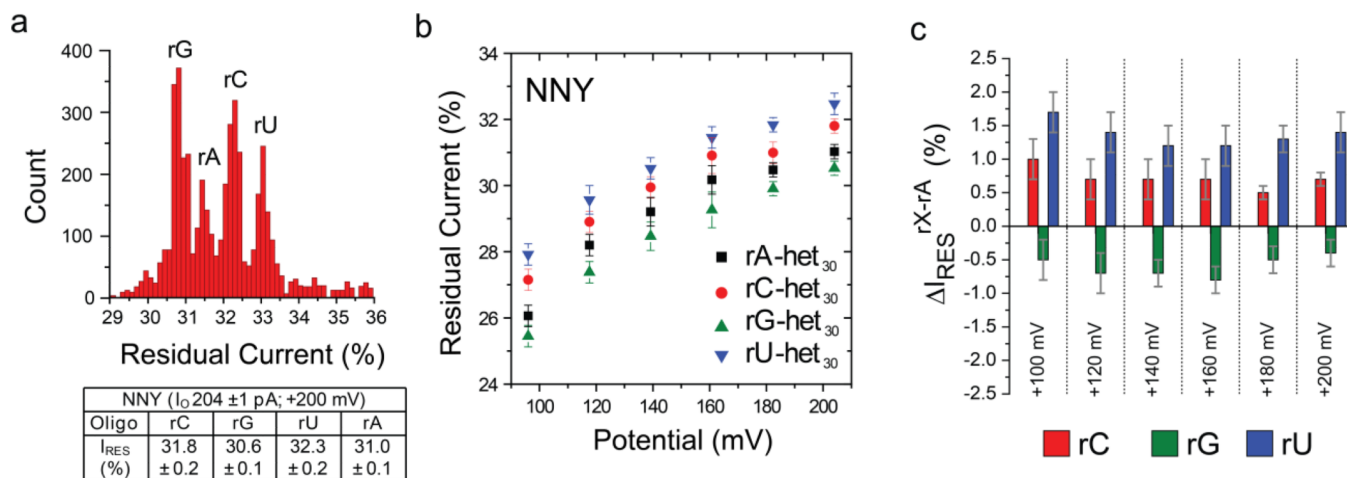 a
400
300
200
100
0
Count
rG
rA
rC
rU
29 30 31 32 33 34 35 36
Residual Current (%)
NNY (I_O 204 ±1 pA; +200 mV)
Oligo rC rG rU rA
I_RES (%) 31.8 ± 0.2 30.6 ± 0.1 32.3 ± 0.2 31.0 ± 0.1
b
34
32
30
28
26
24
Residual Current (%)
NNY
rA-het30
rC-het30
rG-het30
rU-het30
100 120 140 160 180 200
Potential (mV)
c
2.5
2.0
1.5
1.0
0.5
0.0
-0.5
-1.0
-1.5
-2.0
-2.5
ΔI_RES^rX-rA (%)
+100 mV
+120 mV
+140 mV
+160 mV
+180 mV
+200 mV
rC rG rU